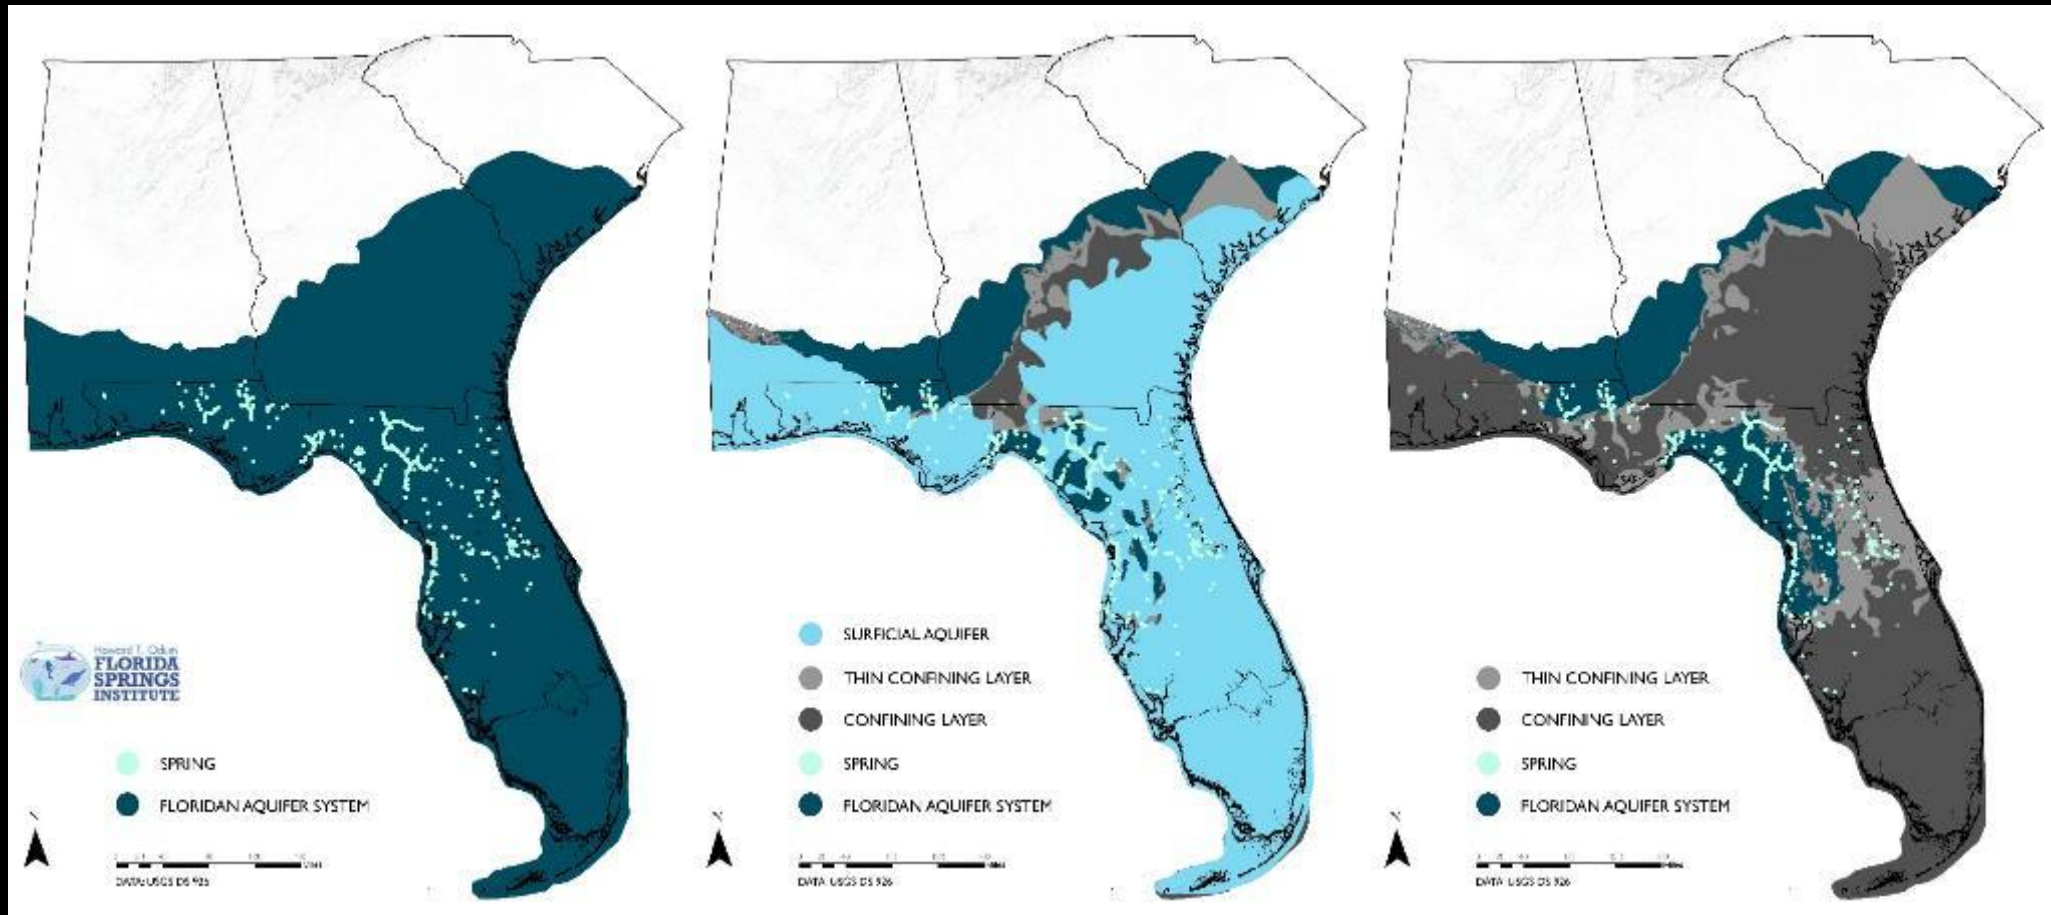 Howard T. Odum
FLORIDA
SPRINGS
INSTITUTE
SPRING
FLORIDAN AQUIFER SYSTEM
N
SURFICIAL AQUIFER
THIN CONFINING LAYER
CONFINING LAYER
SPRING
FLORIDAN AQUIFER SYSTEM
N
DATA: USGS DS 926
THIN CONFINING LAYER
CONFINING LAYER
SPRING
FLORIDAN AQUIFER SYSTEM
N
DATA: USGS DS 926